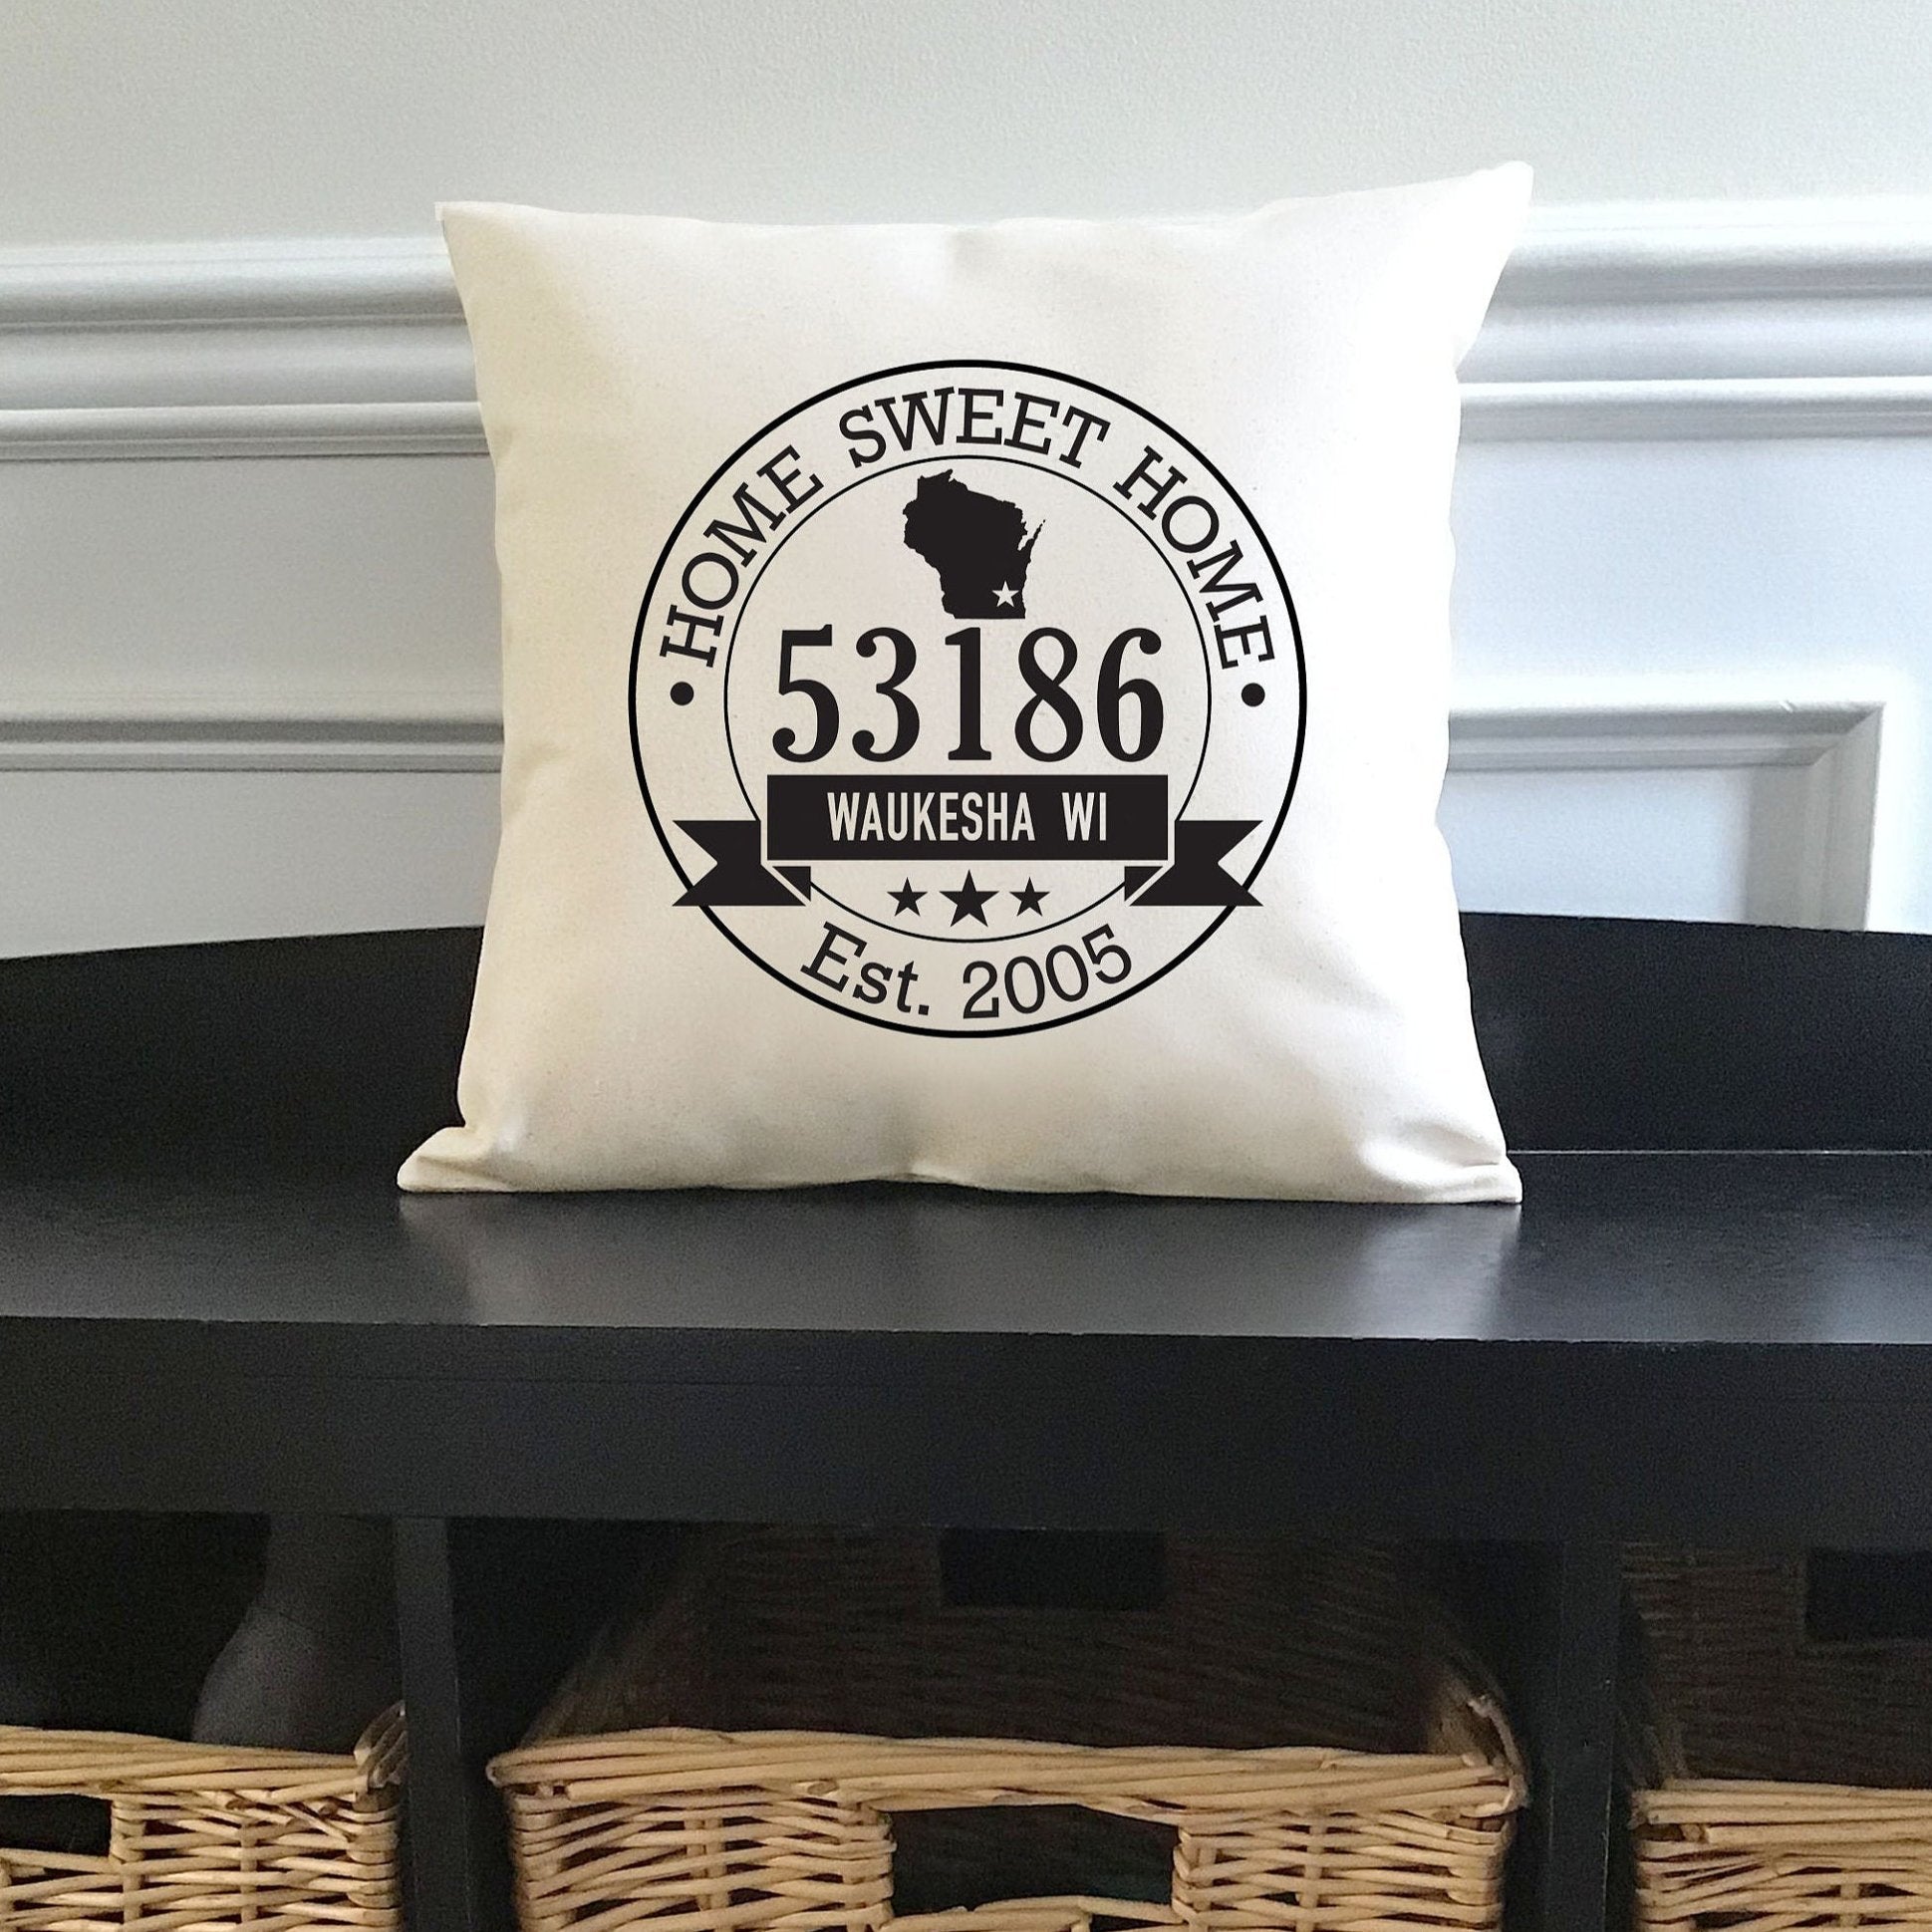 • HOME SWEET HOME •
53186
WAUKESHA WI
Est. 2005